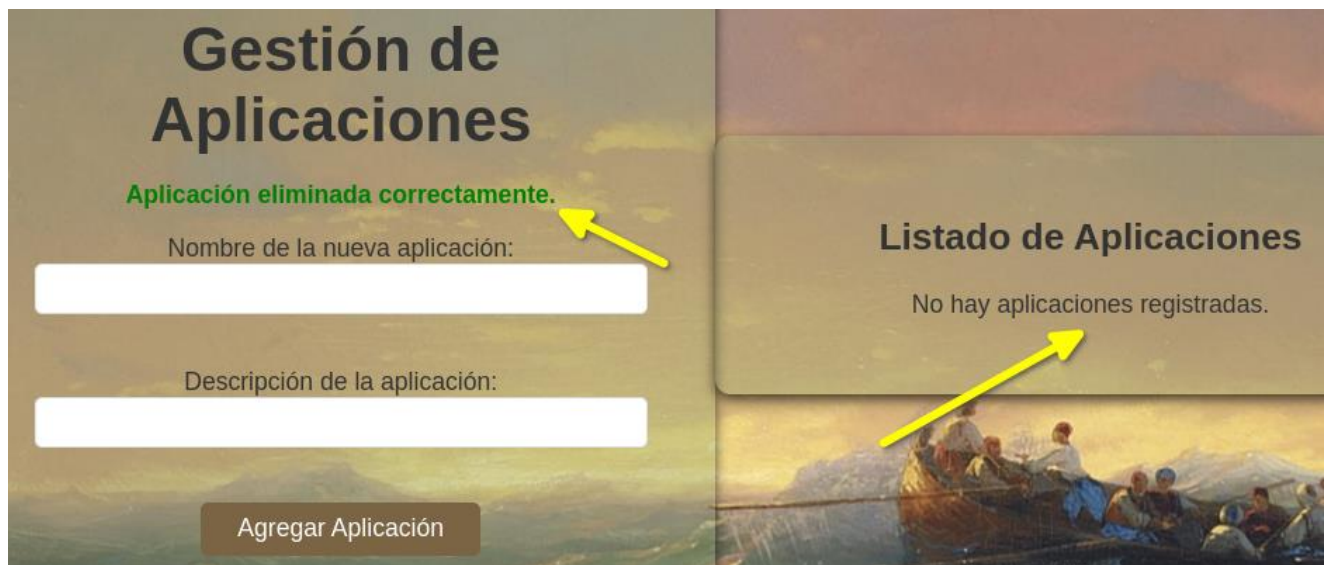 Gestión de
Aplicaciones
Aplicación eliminada correctamente.
Nombre de la nueva aplicación:
Descripción de la aplicación:
Agregar Aplicación
Listado de Aplicaciones
No hay aplicaciones registradas.